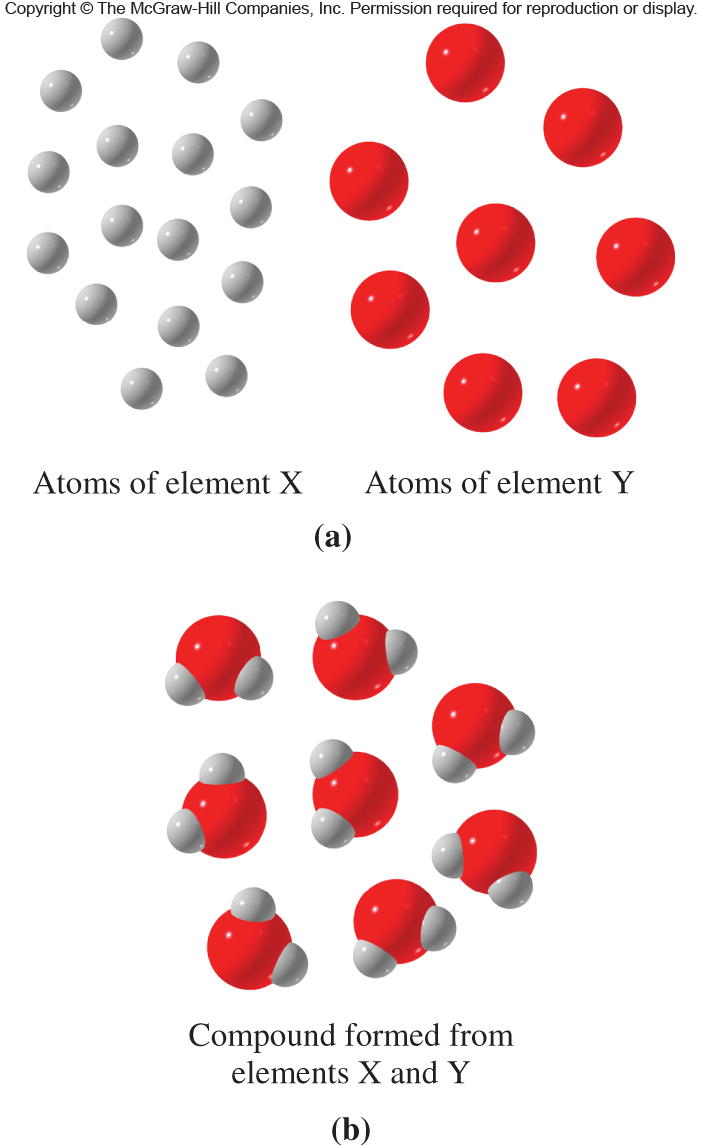 Copyright © The McGraw-Hill Companies, Inc. Permission required for reproduction or display.
Atoms of element X
Atoms of element Y
(a)
Compound formed from
elements X and Y
(b)